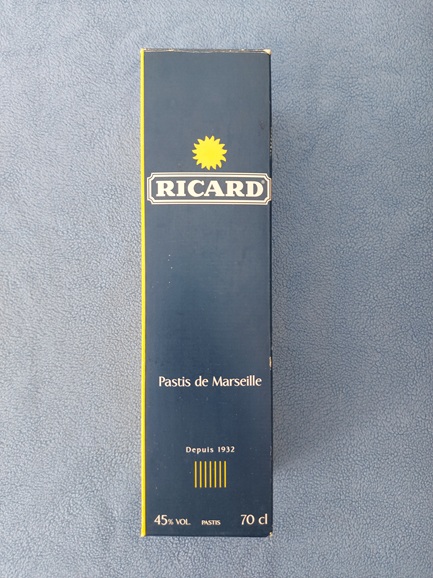 RICARD
Pastis de Marseille
Depuis 1932
45% VOL. PASTIS 70 cl